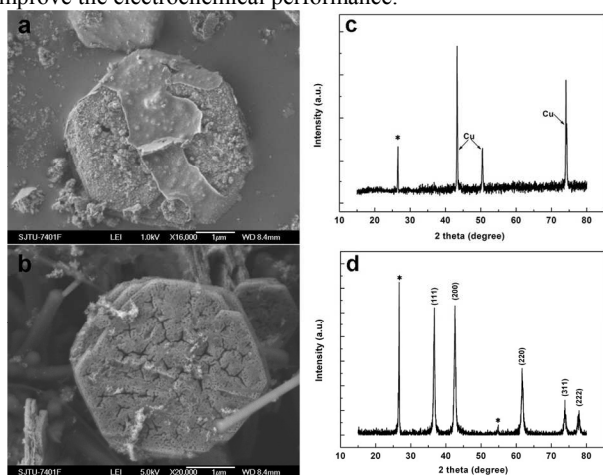 mprove the electrochemical performance.
a
SJTU-7401F LEI 1.0kV X16,000 1µm WD 8.4mm
c
Intensity (a.u.)
*
Cu
Cu
10 20 30 40 50 60 70 80
2 theta (degree)
b
SJTU-7401F LEI 5.0kV X20,000 1µm WD 8.4mm
d
Intensity (a.u.)
*
(111)
(200)
*
(220)
(311)
(222)
10 20 30 40 50 60 70 80
2 theta (degree)